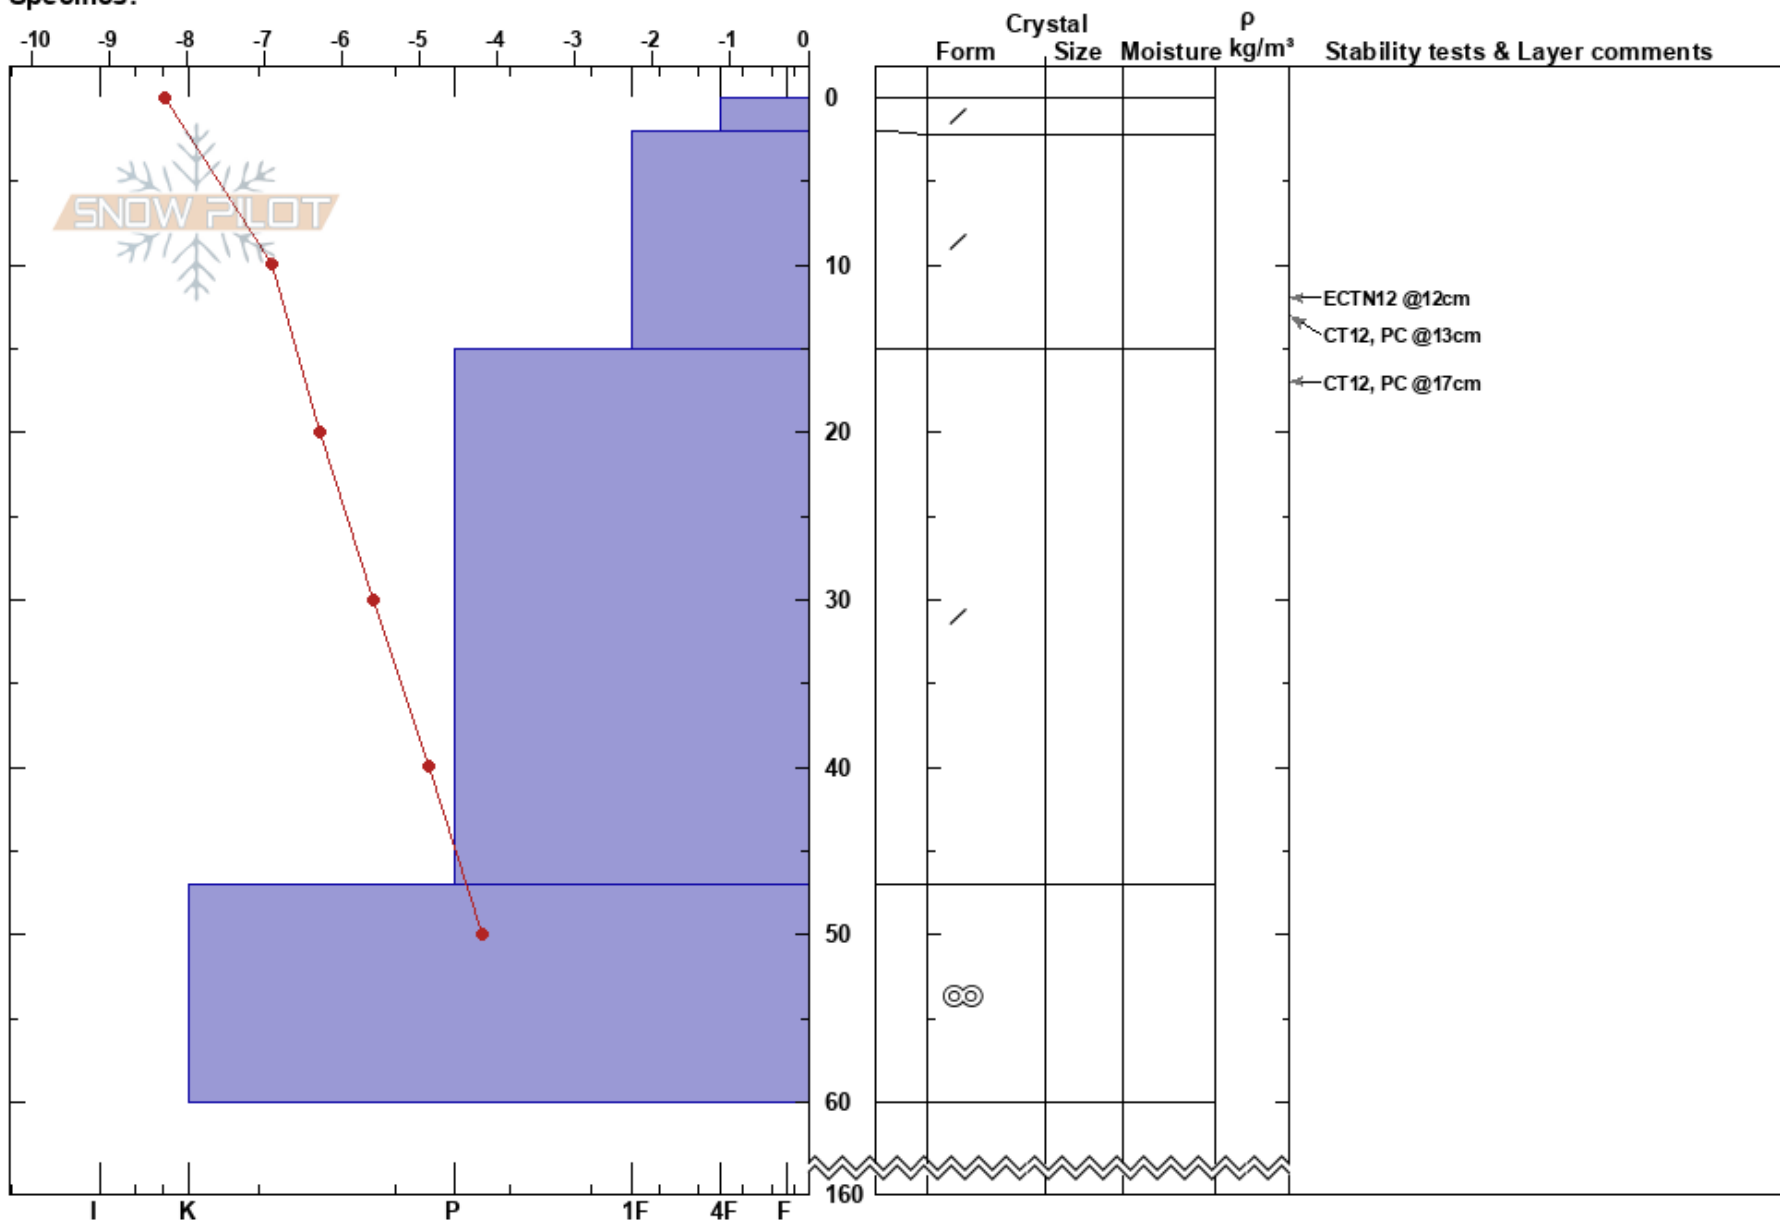 Specifics:
-10 -9 -8 -7 -6 -5 -4 -3 -2 -1 0
Crystal
Form Size Moisture ρ kg/m³ Stability tests & Layer comments
SNOW PILOT
0
10
ECTN12 @12cm
CT12, PC @13cm
CT12, PC @17cm
20
30
40
50
60
160
I K P 1F 4F F